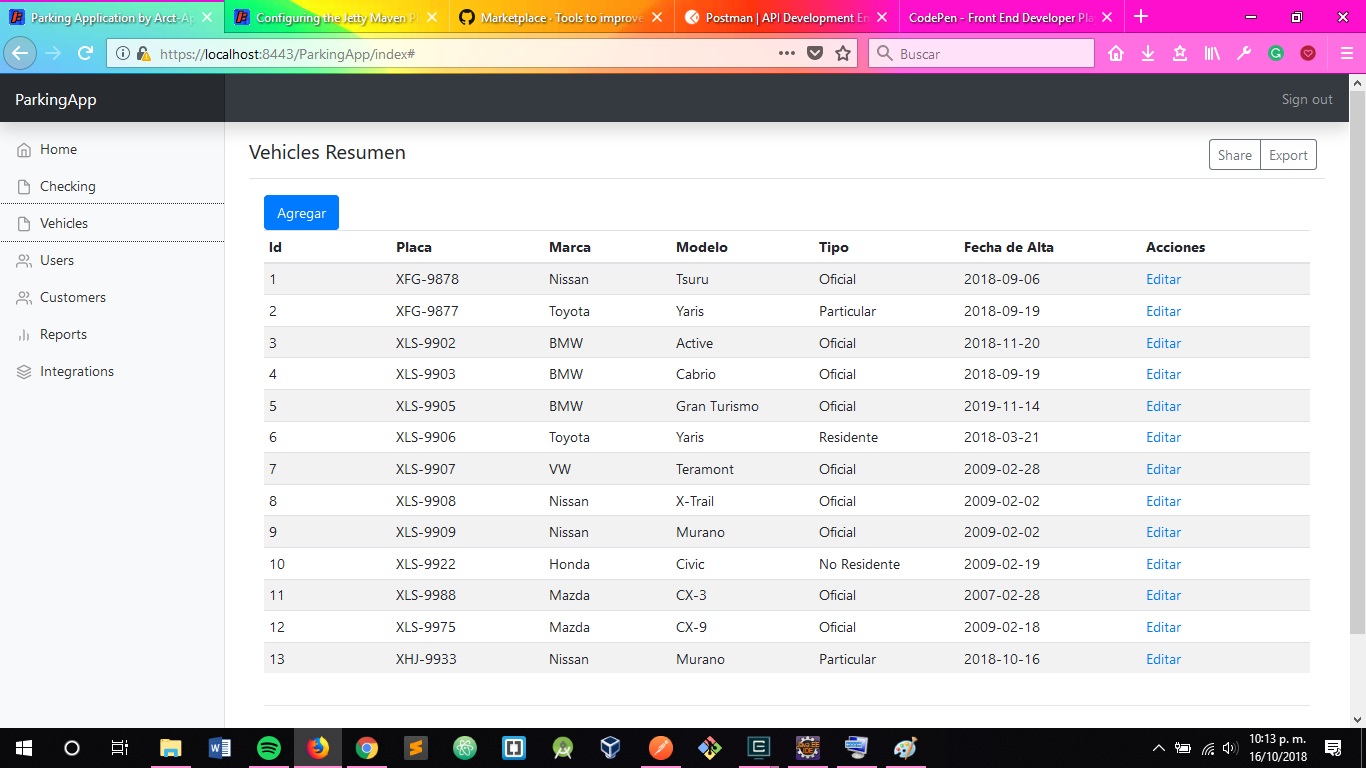 Parking Application by Arct-Ap
Configuring the Jetty Maven Pl
Marketplace · Tools to improve
Postman | API Development En
CodePen - Front End Developer Pla
https://localhost:8443/ParkingApp/index#
Buscar
ParkingApp
Sign out
Home
Checking
Vehicles
Users
Customers
Reports
Integrations
Vehicles Resumen
Share
Export
Agregar
Id Placa Marca Modelo Tipo Fecha de Alta Acciones
1 XFG-9878 Nissan Tsuru Oficial 2018-09-06 Editar
2 XFG-9877 Toyota Yaris Particular 2018-09-19 Editar
3 XLS-9902 BMW Active Oficial 2018-11-20 Editar
4 XLS-9903 BMW Cabrio Oficial 2018-09-19 Editar
5 XLS-9905 BMW Gran Turismo Oficial 2019-11-14 Editar
6 XLS-9906 Toyota Yaris Residente 2018-03-21 Editar
7 XLS-9907 VW Teramont Oficial 2009-02-28 Editar
8 XLS-9908 Nissan X-Trail Oficial 2009-02-02 Editar
9 XLS-9909 Nissan Murano Oficial 2009-02-02 Editar
10 XLS-9922 Honda Civic No Residente 2009-02-19 Editar
11 XLS-9988 Mazda CX-3 Oficial 2007-02-28 Editar
12 XLS-9975 Mazda CX-9 Oficial 2009-02-18 Editar
13 XHJ-9933 Nissan Murano Particular 2018-10-16 Editar
10:13 p. m.
16/10/2018